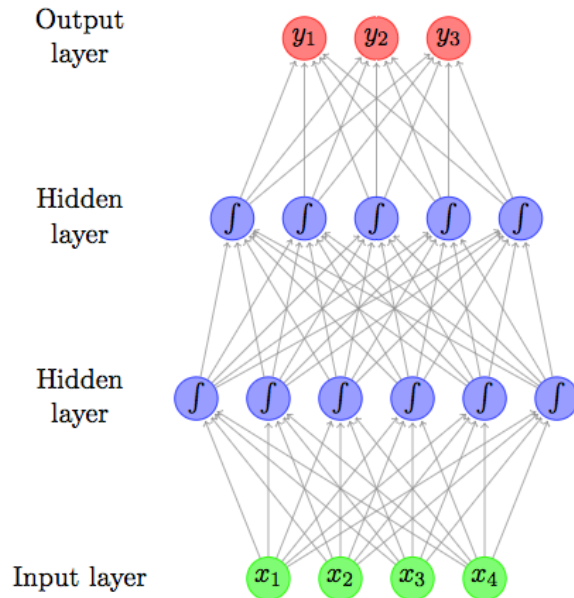 Output
layer
y₁ y₂ y₃
Hidden
layer
∫ ∫ ∫ ∫ ∫
Hidden
layer
∫ ∫ ∫ ∫ ∫ ∫
Input layer
x₁ x₂ x₃ x₄